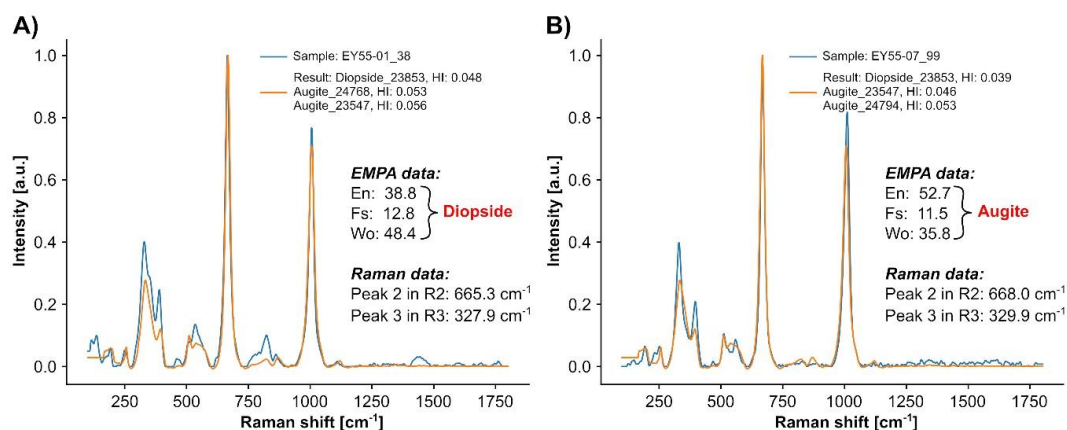 A)
Sample: EY55-01_38
Result: Diopside_23853, HI: 0.048
Augite_24768, HI: 0.053
Augite_23547, HI: 0.056
EMPA data:
En: 38.8
Fs: 12.8
Wo: 48.4
Diopside
Raman data:
Peak 2 in R2: 665.3 cm-1
Peak 3 in R3: 327.9 cm-1
Intensity [a.u.]
1.0
0.8
0.6
0.4
0.2
0.0
250 500 750 1000 1250 1500 1750
Raman shift [cm-1]
B)
Sample: EY55-07_99
Result: Diopside_23853, HI: 0.039
Augite_23547, HI: 0.046
Augite_24794, HI: 0.053
EMPA data:
En: 52.7
Fs: 11.5
Wo: 35.8
Augite
Raman data:
Peak 2 in R2: 668.0 cm-1
Peak 3 in R3: 329.9 cm-1
Intensity [a.u.]
1.0
0.8
0.6
0.4
0.2
0.0
250 500 750 1000 1250 1500 1750
Raman shift [cm-1]